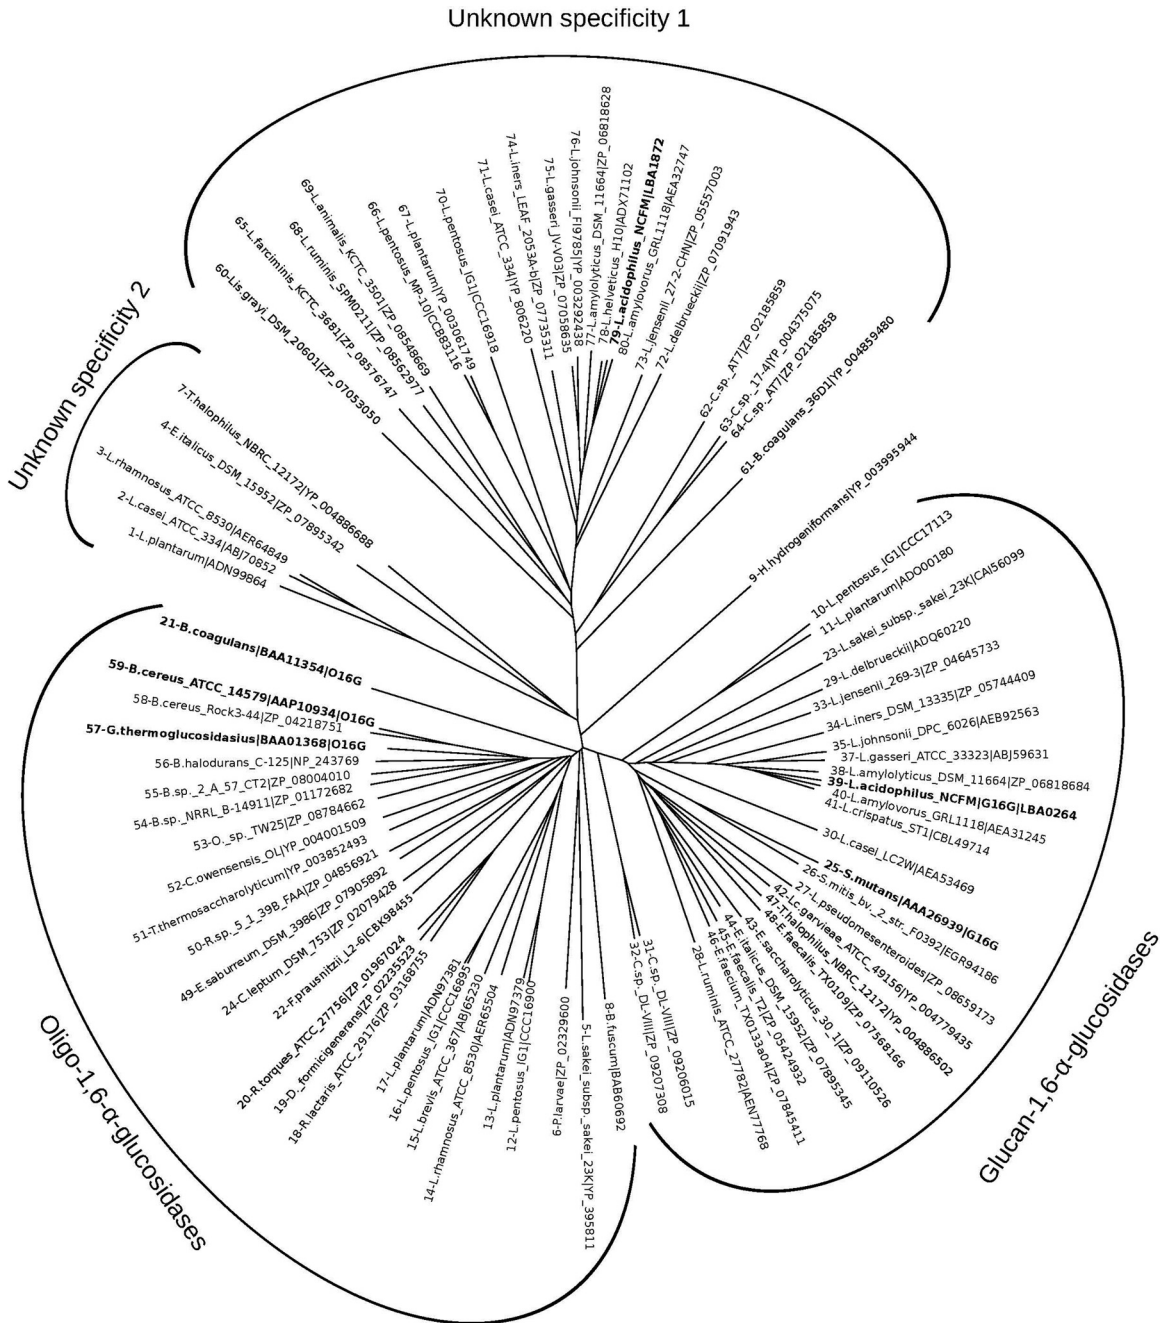 Unknown specificity 1
69-L.animalis_KCTC_3501|ZP_08548669
65-L.farciminis_KCTC_3681|ZP_08576747
68-L.ruminis_SPM0211|ZP_08562977
60-Lis.grayi_DSM_20601|ZP_07053050
66-L.pentosus_MP-10|CCB83116
67-L.plantarum|YP_003061749
70-L.pentosus_IG1|CCC16918
71-L.casei_ATCC_334|YP_806220
74-L.iners_LEAF_2053A-b|ZP_07735311
75-L.gasseri_JV-V03|ZP_07058635
76-L.johnsonii_FI9785|YP_003292438
77-L.amylolyticus_DSM_11664|ZP_06818628
78-L.helveticus_H10|ADX71102
79-L.acidophilus_NCFM|LBA1872
80-L.amylovorus_GRL1118|AEA32747
73-L.jensenii_27-2-CHN|ZP_05557003
72-L.delbrueckii|ZP_07091943
62-C.sp._AT7|ZP_02185859
63-C.sp._17-4|YP_004375075
64-C.sp._AT7|ZP_02185858
61-B.coagulans_36D1|YP_004859480
Unknown specificity 2
7-T.halophilus_NBRC_12172|YP_004886688
4-E.italicus_DSM_15952|ZP_07895342
3-L.rhamnosus_ATCC_8530|AER64849
2-L.casei_ATCC_334|ABJ70852
1-L.plantarum|ADN99864
9-H.hydrogeniformans|YP_003995944
10-L.pentosus_IG1|CCC17113
11-L.plantarum|ADO00180
23-L.sakei_subsp._sakei_23K|CAI56099
29-L.delbrueckii|ADQ60220
33-L.jensenii_269-3|ZP_04645733
34-L.iners_DSM_13335|ZP_05744409
35-L.johnsonii_DPC_6026|AEB92563
37-L.gasseri_ATCC_33323|ABJ59631
38-L.amylolyticus_DSM_11664|ZP_06818684
39-L.acidophilus_NCFM|G16G|LBA0264
40-L.amylovorus_GRL1118|AEA31245
41-L.crispatus_ST1|CBL49714
30-L.casei_LC2W|AEA53469
25-S.mutans|AAA26939|G16G
26-S.mitis_bv._2_str._F0392|EGR94186
27-L.pseudomesenteroides|ZP_08659173
42-Lc.garvieae_ATCC_49156|YP_004779435
47-T.halophilus_NBRC_12172|YP_004886502
48-E.faecalis_TX0109|ZP_07568166
43-E.saccharolyticus_30_1|ZP_09110526
44-E.italicus_DSM_15952|ZP_07895345
45-E.faecalis_T2|ZP_05424932
46-E.faecium_TX0133a04|ZP_07845411
28-L.ruminis_ATCC_27782|AEN77768
Glucan-1,6-α-glucosidases
31-C.sp._DL-VIII|ZP_09206015
32-C.sp._DL-VIII|ZP_09207308
8-B.fuscum|BAB60692
5-L.sakei_subsp._sakei_23K|YP_395811
6-P.larvae|ZP_02329600
12-L.pentosus_IG1|CCC16900
13-L.plantarum|ADN97379
14-L.rhamnosus_ATCC_8530|AER65504
15-L.brevis_ATCC_367|ABJ65230
16-L.pentosus_IG1|CCC16895
17-L.plantarum|ADN97381
18-R.lactaris_ATCC_29176|ZP_03168755
19-D._formicigenerans|ZP_02235523
20-R.torques_ATCC_27756|ZP_01967024
22-F.prausnitzii_L2-6|CBK98455
24-C.leptum_DSM_753|ZP_02079428
49-E.saburreum_DSM_3986|ZP_07905892
50-R.sp._5_1_39B_FAA|ZP_04856921
51-T.thermosaccharolyticum|YP_003852493
52-C.owensensis_OL|YP_004001509
53-O._sp._TW25|ZP_08784662
54-B.sp._NRRL_B-14911|ZP_01172682
55-B.sp._2_A_57_CT2|ZP_08004010
56-B.halodurans_C-125|NP_243769
57-G.thermoglucosidasius|BAA01368|O16G
58-B.cereus_Rock3-44|ZP_04218751
59-B.cereus_ATCC_14579|AAP10934|O16G
21-B.coagulans|BAA11354|O16G
Oligo-1,6-α-glucosidases